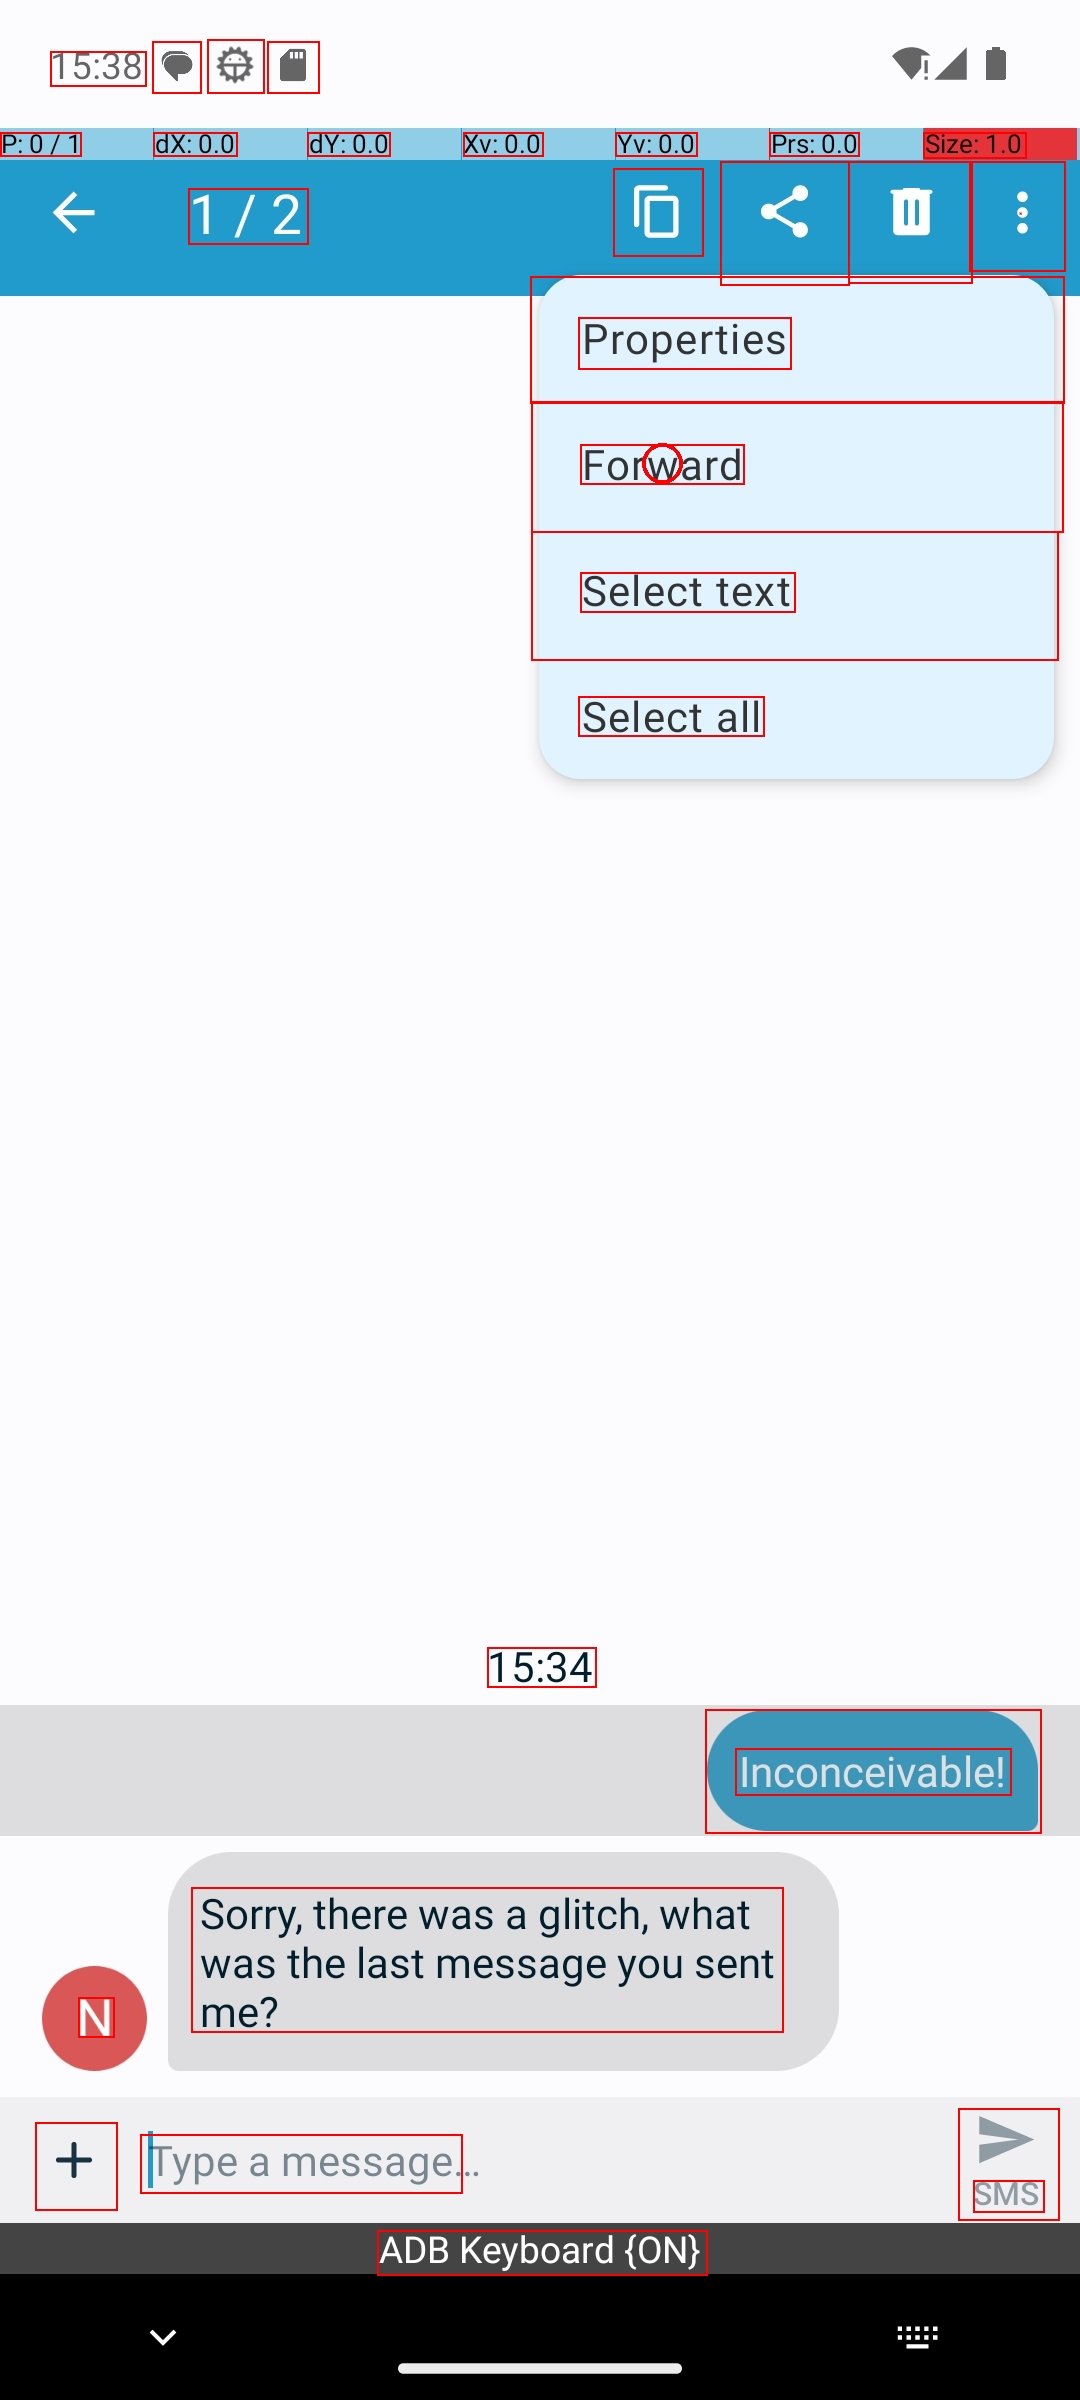 15:38
P: 0 / 1 dX: 0.0 dY: 0.0 Xv: 0.0 Yv: 0.0 Prs: 0.0 Size: 1.0
1 / 2
Properties
Forward
Select text
Select all
15:34
Inconceivable!
Sorry, there was a glitch, what
was the last message you sent
me?
N
Type a message...
SMS
ADB Keyboard {ON}